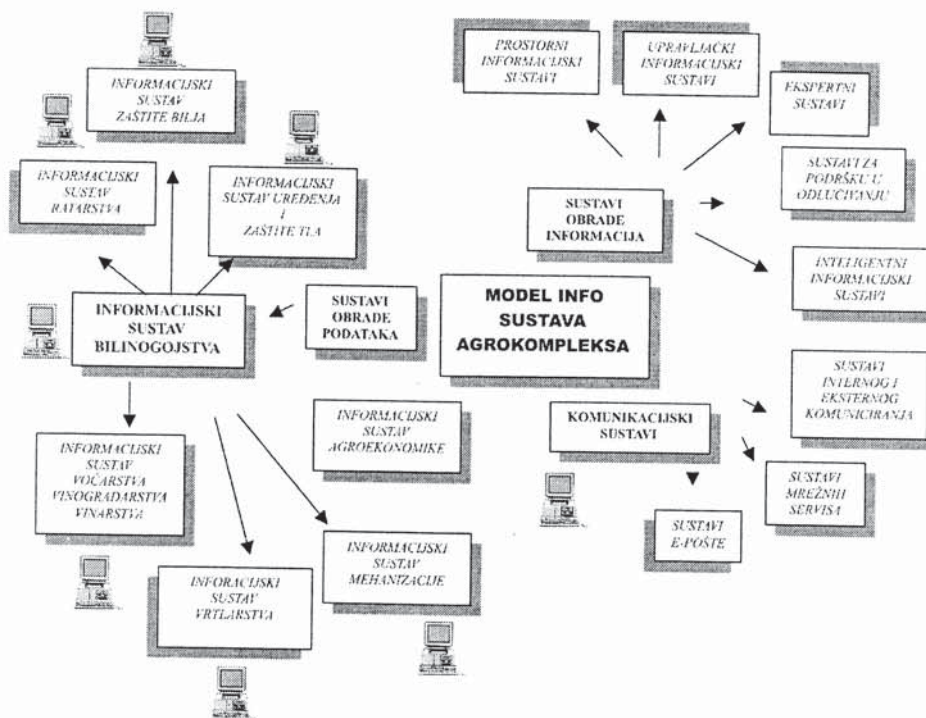 INFORMACIJSKI
SUSTAV
ZAŠTITE BILJA
INFORMACIJSKI
SUSTAV
RATARSTVA
INFORMACIJSKI
SUSTAV UREĐENJA
I
ZAŠTITE TLA
INFORMACIJSKI
SUSTAV
BILINOGOJSTVA
SUSTAVI
OBRADE
PODATAKA
INFORMACIJSKI
SUSTAV
AGROEKONOMIKE
INFORMACIJSKI
SUSTAV
VOĆARSTVA
VINOGRADARSTVA
VINARSTVA
INFORACIJSKI
SUSTAV
VRTLARSTVA
INFORMACIJSKI
SUSTAV
MEHANIZACIJE
PROSTORNI
INFORMACIJSKI
SUSTAVI
UPRAVLJAČKI
INFORMACIJSKI
SUSTAVI
EKSPERTNI
SUSTAVI
SUSTAVI ZA
PODRŠKU U
ODLUČIVANJU
SUSTAVI
OBRADE
INFORMACIJA
INTELIGENTNI
INFORMACIJSKI
SUSTAVI
MODEL INFO
SUSTAVA
AGROKOMPLEKSA
SUSTAVI
INTERNOG I
EKSTERNOG
KOMUNICIRANJA
KOMUNIKACIJSKI
SUSTAVI
SUSTAVI
MREŽNIH
SERVISA
SUSTAVI
E-POŠTE